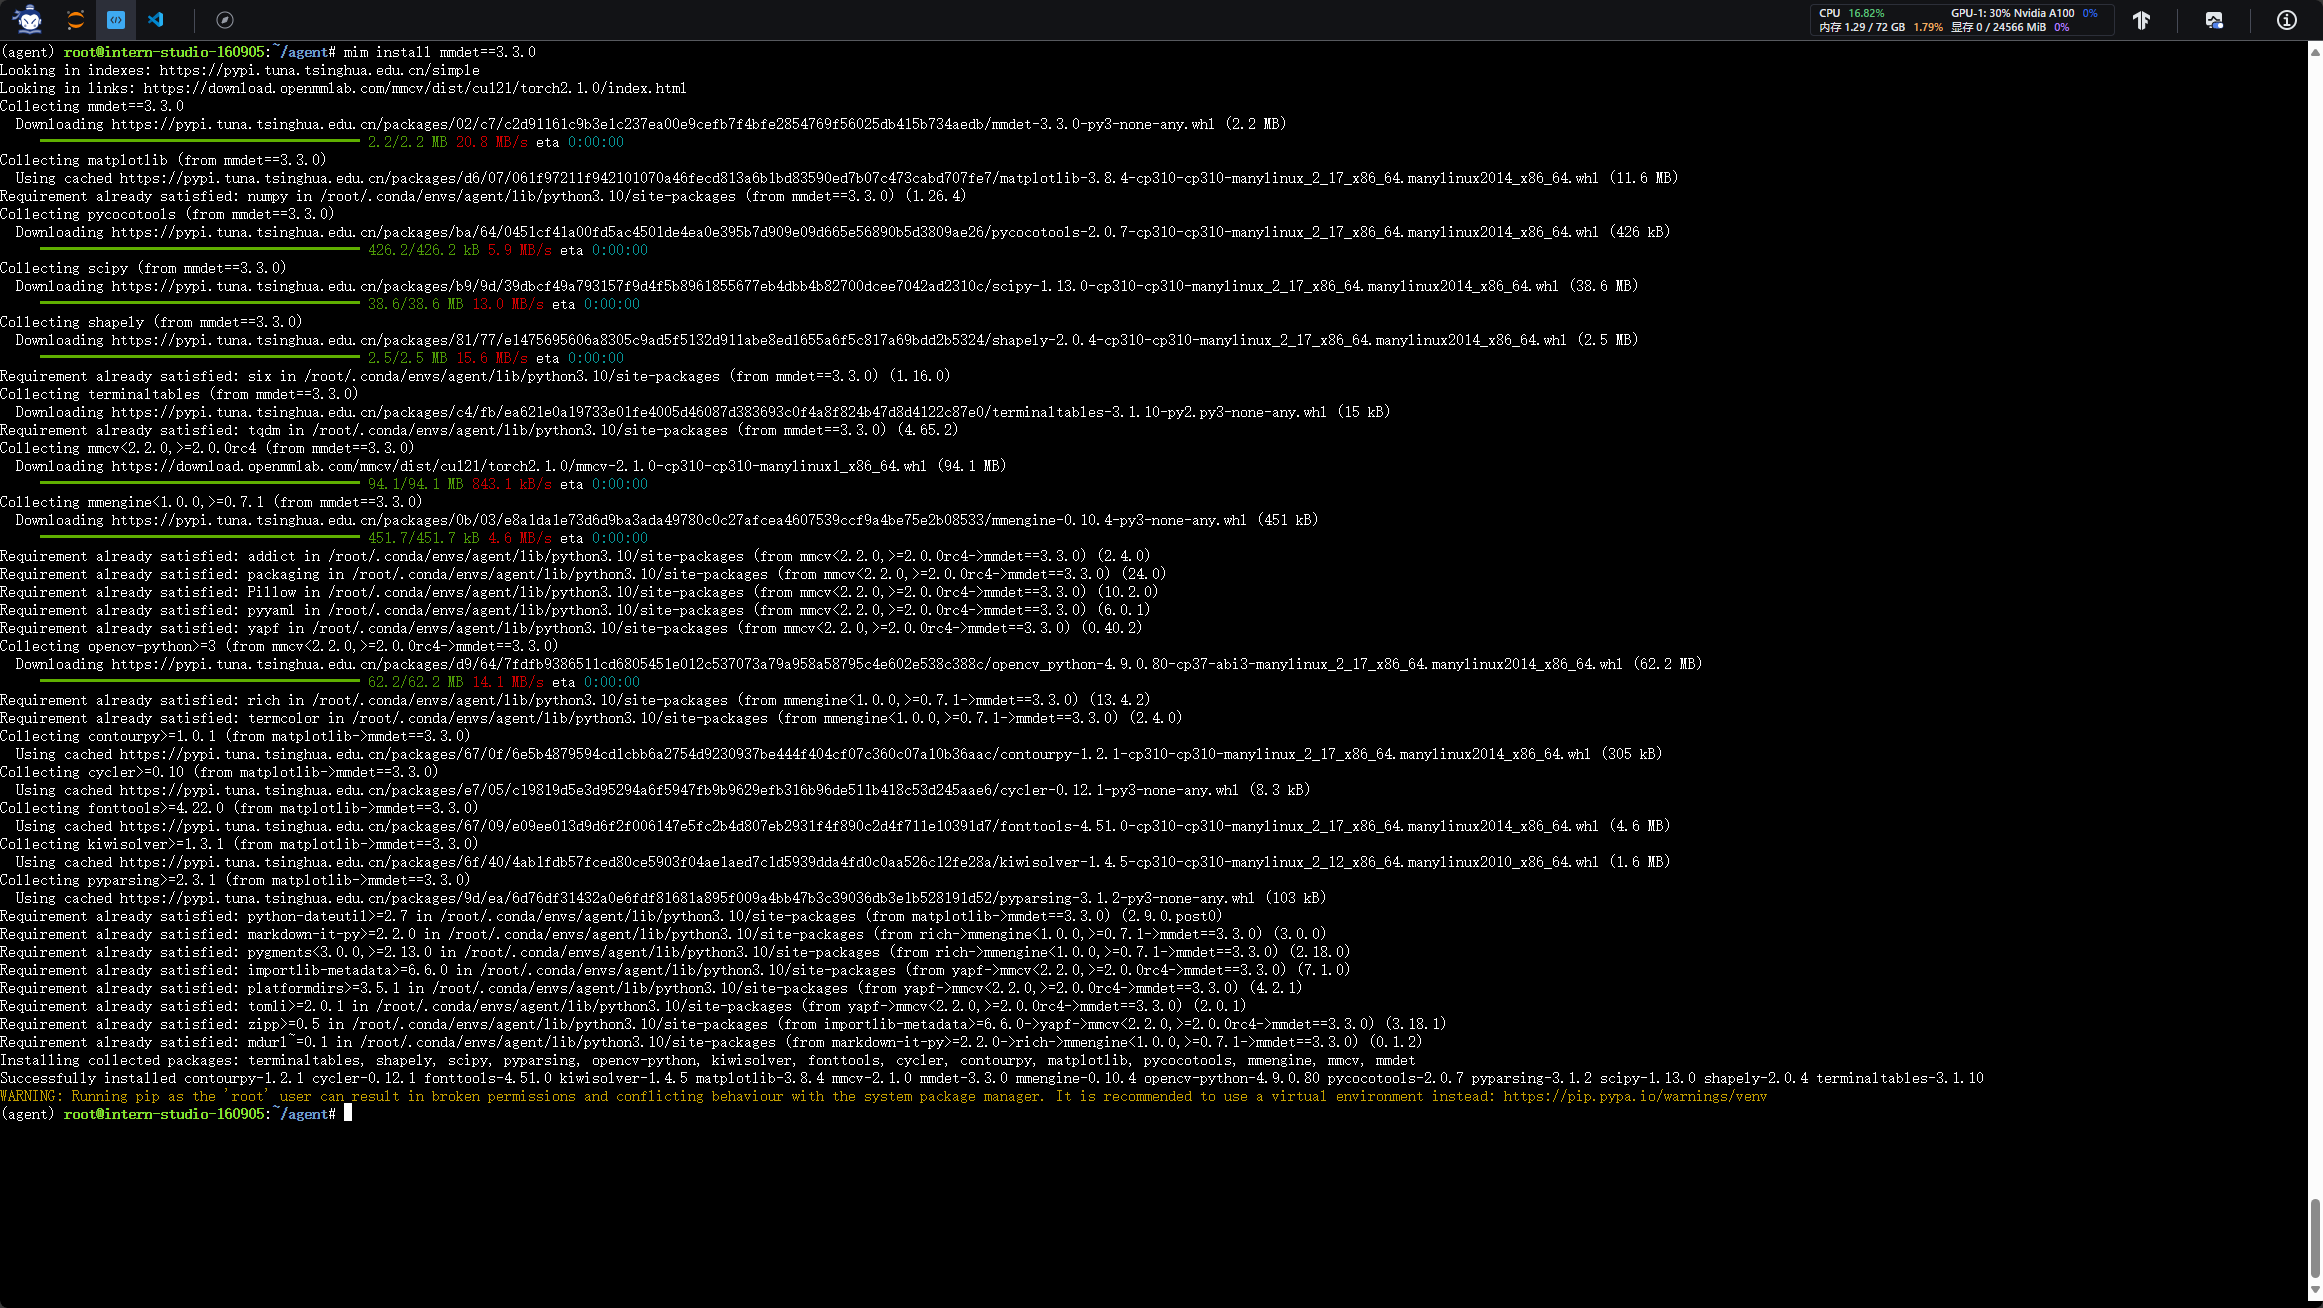 CPU 16.82% GPU-1: 30% Nvidia A100 0%
内存 1.29 / 72 GB 1.79% 显存 0 / 24566 MiB 0%
(agent) root@intern-studio-160905:~/agent# mim install mmdet==3.3.0
Looking in indexes: https://pypi.tuna.tsinghua.edu.cn/simple
Looking in links: https://download.openmmlab.com/mmcv/dist/cu121/torch2.1.0/index.html
Collecting mmdet==3.3.0
Downloading https://pypi.tuna.tsinghua.edu.cn/packages/02/c7/c2d91161c9b3e1c237ea00e9cefb7f4bfe2854769f56025db415b734aedb/mmdet-3.3.0-py3-none-any.whl (2.2 MB)
2.2/2.2 MB 20.8 MB/s eta 0:00:00
Collecting matplotlib (from mmdet==3.3.0)
Using cached https://pypi.tuna.tsinghua.edu.cn/packages/d6/07/061f97211f942101070a46fecd813a6b1bd83590ed7b07c473cabd707fe7/matplotlib-3.8.4-cp310-cp310-manylinux_2_17_x86_64.manylinux2014_x86_64.whl (11.6 MB)
Requirement already satisfied: numpy in /root/.conda/envs/agent/lib/python3.10/site-packages (from mmdet==3.3.0) (1.26.4)
Collecting pycocotools (from mmdet==3.3.0)
Downloading https://pypi.tuna.tsinghua.edu.cn/packages/ba/64/0451cf41a00fd5ac4501de4ea0e395b7d909e09d665e56890b5d3809ae26/pycocotools-2.0.7-cp310-cp310-manylinux_2_17_x86_64.manylinux2014_x86_64.whl (426 kB)
426.2/426.2 kB 5.9 MB/s eta 0:00:00
Collecting scipy (from mmdet==3.3.0)
Downloading https://pypi.tuna.tsinghua.edu.cn/packages/b9/9d/39dbcf49a793157f9d4f5b8961855677eb4dbb4b82700dcee7042ad2310c/scipy-1.13.0-cp310-cp310-manylinux_2_17_x86_64.manylinux2014_x86_64.whl (38.6 MB)
38.6/38.6 MB 13.0 MB/s eta 0:00:00
Collecting shapely (from mmdet==3.3.0)
Downloading https://pypi.tuna.tsinghua.edu.cn/packages/81/77/e1475695606a8305c9ad5f5132d911abe8ed1655a6f5c817a69bdd2b5324/shapely-2.0.4-cp310-cp310-manylinux_2_17_x86_64.manylinux2014_x86_64.whl (2.5 MB)
2.5/2.5 MB 15.6 MB/s eta 0:00:00
Requirement already satisfied: six in /root/.conda/envs/agent/lib/python3.10/site-packages (from mmdet==3.3.0) (1.16.0)
Collecting terminaltables (from mmdet==3.3.0)
Downloading https://pypi.tuna.tsinghua.edu.cn/packages/c4/fb/ea621e0a19733e01fe4005d46087d383693c0f4a8f824b47d8d4122c87e0/terminaltables-3.1.10-py2.py3-none-any.whl (15 kB)
Requirement already satisfied: tqdm in /root/.conda/envs/agent/lib/python3.10/site-packages (from mmdet==3.3.0) (4.65.2)
Collecting mmcv<2.2.0,>=2.0.0rc4 (from mmdet==3.3.0)
Downloading https://download.openmmlab.com/mmcv/dist/cu121/torch2.1.0/mmcv-2.1.0-cp310-cp310-manylinux1_x86_64.whl (94.1 MB)
94.1/94.1 MB 843.1 kB/s eta 0:00:00
Collecting mmengine<1.0.0,>=0.7.1 (from mmdet==3.3.0)
Downloading https://pypi.tuna.tsinghua.edu.cn/packages/0b/03/e8a1da1e73d6d9ba3ada49780c0c27afcea4607539ccf9a4be75e2b08533/mmengine-0.10.4-py3-none-any.whl (451 kB)
451.7/451.7 kB 4.6 MB/s eta 0:00:00
Requirement already satisfied: addict in /root/.conda/envs/agent/lib/python3.10/site-packages (from mmcv<2.2.0,>=2.0.0rc4->mmdet==3.3.0) (2.4.0)
Requirement already satisfied: packaging in /root/.conda/envs/agent/lib/python3.10/site-packages (from mmcv<2.2.0,>=2.0.0rc4->mmdet==3.3.0) (24.0)
Requirement already satisfied: Pillow in /root/.conda/envs/agent/lib/python3.10/site-packages (from mmcv<2.2.0,>=2.0.0rc4->mmdet==3.3.0) (10.2.0)
Requirement already satisfied: pyyaml in /root/.conda/envs/agent/lib/python3.10/site-packages (from mmcv<2.2.0,>=2.0.0rc4->mmdet==3.3.0) (6.0.1)
Requirement already satisfied: yapf in /root/.conda/envs/agent/lib/python3.10/site-packages (from mmcv<2.2.0,>=2.0.0rc4->mmdet==3.3.0) (0.40.2)
Collecting opencv-python>=3 (from mmcv<2.2.0,>=2.0.0rc4->mmdet==3.3.0)
Downloading https://pypi.tuna.tsinghua.edu.cn/packages/d9/64/7fdfb9386511cd6805451e012c537073a79a958a58795c4e602e538c388c/opencv_python-4.9.0.80-cp37-abi3-manylinux_2_17_x86_64.manylinux2014_x86_64.whl (62.2 MB)
62.2/62.2 MB 14.1 MB/s eta 0:00:00
Requirement already satisfied: rich in /root/.conda/envs/agent/lib/python3.10/site-packages (from mmengine<1.0.0,>=0.7.1->mmdet==3.3.0) (13.4.2)
Requirement already satisfied: termcolor in /root/.conda/envs/agent/lib/python3.10/site-packages (from mmengine<1.0.0,>=0.7.1->mmdet==3.3.0) (2.4.0)
Collecting contourpy>=1.0.1 (from matplotlib->mmdet==3.3.0)
Using cached https://pypi.tuna.tsinghua.edu.cn/packages/67/0f/6e5b4879594cd1cbb6a2754d9230937be444f404cf07c360c07a10b36aac/contourpy-1.2.1-cp310-cp310-manylinux_2_17_x86_64.manylinux2014_x86_64.whl (305 kB)
Collecting cycler>=0.10 (from matplotlib->mmdet==3.3.0)
Using cached https://pypi.tuna.tsinghua.edu.cn/packages/e7/05/c19819d5e3d95294a6f5947fb9b9629efb316b96de511b418c53d245aae6/cycler-0.12.1-py3-none-any.whl (8.3 kB)
Collecting fonttools>=4.22.0 (from matplotlib->mmdet==3.3.0)
Using cached https://pypi.tuna.tsinghua.edu.cn/packages/67/09/e09ee013d9d6f2f006147e5fc2b4d807eb2931f4f890c2d4f711e10391d7/fonttools-4.51.0-cp310-cp310-manylinux_2_17_x86_64.manylinux2014_x86_64.whl (4.6 MB)
Collecting kiwisolver>=1.3.1 (from matplotlib->mmdet==3.3.0)
Using cached https://pypi.tuna.tsinghua.edu.cn/packages/6f/40/4ab1fdb57fced80ce5903f04ae1aed7c1d5939dda4fd0c0aa526c12fe28a/kiwisolver-1.4.5-cp310-cp310-manylinux_2_12_x86_64.manylinux2010_x86_64.whl (1.6 MB)
Collecting pyparsing>=2.3.1 (from matplotlib->mmdet==3.3.0)
Using cached https://pypi.tuna.tsinghua.edu.cn/packages/9d/ea/6d76df31432a0e6fdf81681a895f009a4bb47b3c39036db3e1b528191d52/pyparsing-3.1.2-py3-none-any.whl (103 kB)
Requirement already satisfied: python-dateutil>=2.7 in /root/.conda/envs/agent/lib/python3.10/site-packages (from matplotlib->mmdet==3.3.0) (2.9.0.post0)
Requirement already satisfied: markdown-it-py>=2.2.0 in /root/.conda/envs/agent/lib/python3.10/site-packages (from rich->mmengine<1.0.0,>=0.7.1->mmdet==3.3.0) (3.0.0)
Requirement already satisfied: pygments<3.0.0,>=2.13.0 in /root/.conda/envs/agent/lib/python3.10/site-packages (from rich->mmengine<1.0.0,>=0.7.1->mmdet==3.3.0) (2.18.0)
Requirement already satisfied: importlib-metadata>=6.6.0 in /root/.conda/envs/agent/lib/python3.10/site-packages (from yapf->mmcv<2.2.0,>=2.0.0rc4->mmdet==3.3.0) (7.1.0)
Requirement already satisfied: platformdirs>=3.5.1 in /root/.conda/envs/agent/lib/python3.10/site-packages (from yapf->mmcv<2.2.0,>=2.0.0rc4->mmdet==3.3.0) (4.2.1)
Requirement already satisfied: tomli>=2.0.1 in /root/.conda/envs/agent/lib/python3.10/site-packages (from yapf->mmcv<2.2.0,>=2.0.0rc4->mmdet==3.3.0) (2.0.1)
Requirement already satisfied: zipp>=0.5 in /root/.conda/envs/agent/lib/python3.10/site-packages (from importlib-metadata>=6.6.0->yapf->mmcv<2.2.0,>=2.0.0rc4->mmdet==3.3.0) (3.18.1)
Requirement already satisfied: mdurl~=0.1 in /root/.conda/envs/agent/lib/python3.10/site-packages (from markdown-it-py>=2.2.0->rich->mmengine<1.0.0,>=0.7.1->mmdet==3.3.0) (0.1.2)
Installing collected packages: terminaltables, shapely, scipy, pyparsing, opencv-python, kiwisolver, fonttools, cycler, contourpy, matplotlib, pycocotools, mmengine, mmcv, mmdet
Successfully installed contourpy-1.2.1 cycler-0.12.1 fonttools-4.51.0 kiwisolver-1.4.5 matplotlib-3.8.4 mmcv-2.1.0 mmdet-3.3.0 mmengine-0.10.4 opencv-python-4.9.0.80 pycocotools-2.0.7 pyparsing-3.1.2 scipy-1.13.0 shapely-2.0.4 terminaltables-3.1.10
WARNING: Running pip as the 'root' user can result in broken permissions and conflicting behaviour with the system package manager. It is recommended to use a virtual environment instead: https://pip.pypa.io/warnings/venv
(agent) root@intern-studio-160905:~/agent#